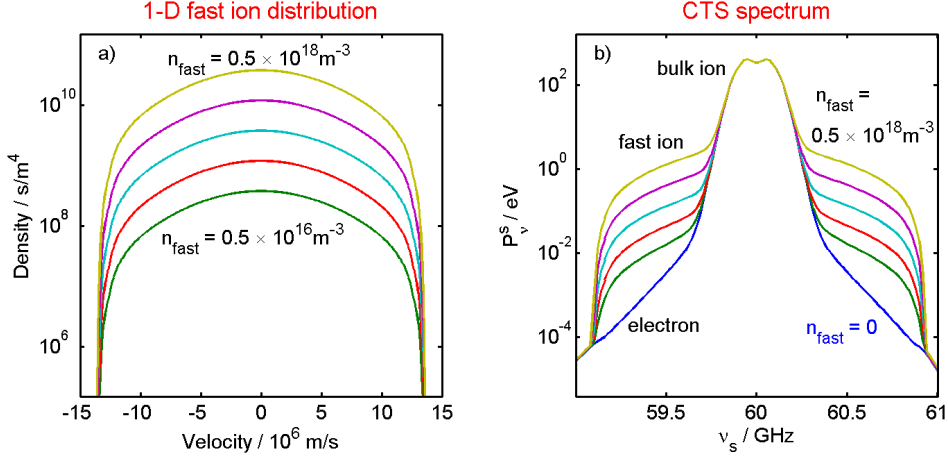 1-D fast ion distribution
a)
n_fast = 0.5 × 10^18 m^-3
n_fast = 0.5 × 10^16 m^-3
Density / s/m^4
10^10
10^8
10^6
-15 -10 -5 0 5 10 15
Velocity / 10^6 m/s
CTS spectrum
b)
bulk ion
n_fast =
0.5 × 10^18 m^-3
fast ion
electron
n_fast = 0
P_ν^s / eV
10^2
10^0
10^-2
10^-4
59.5 60 60.5 61
ν_s / GHz